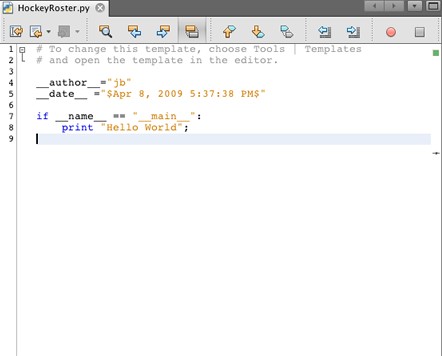 HockeyRoster.py
1 # To change this template, choose Tools | Templates
2 # and open the template in the editor.
3
4 __author__="jb"
5 __date__ ="$Apr 8, 2009 5:37:38 PM$"
6
7 if __name__ == "__main__":
8 print "Hello World";
9